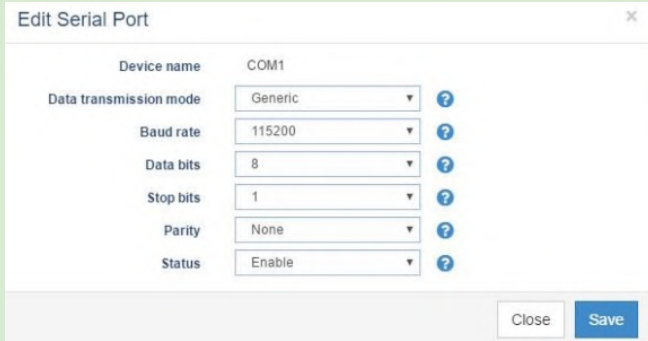 Edit Serial Port ×
Device name COM1
Data transmission mode Generic ?
Baud rate 115200 ?
Data bits 8 ?
Stop bits 1 ?
Parity None ?
Status Enable ?
Close Save